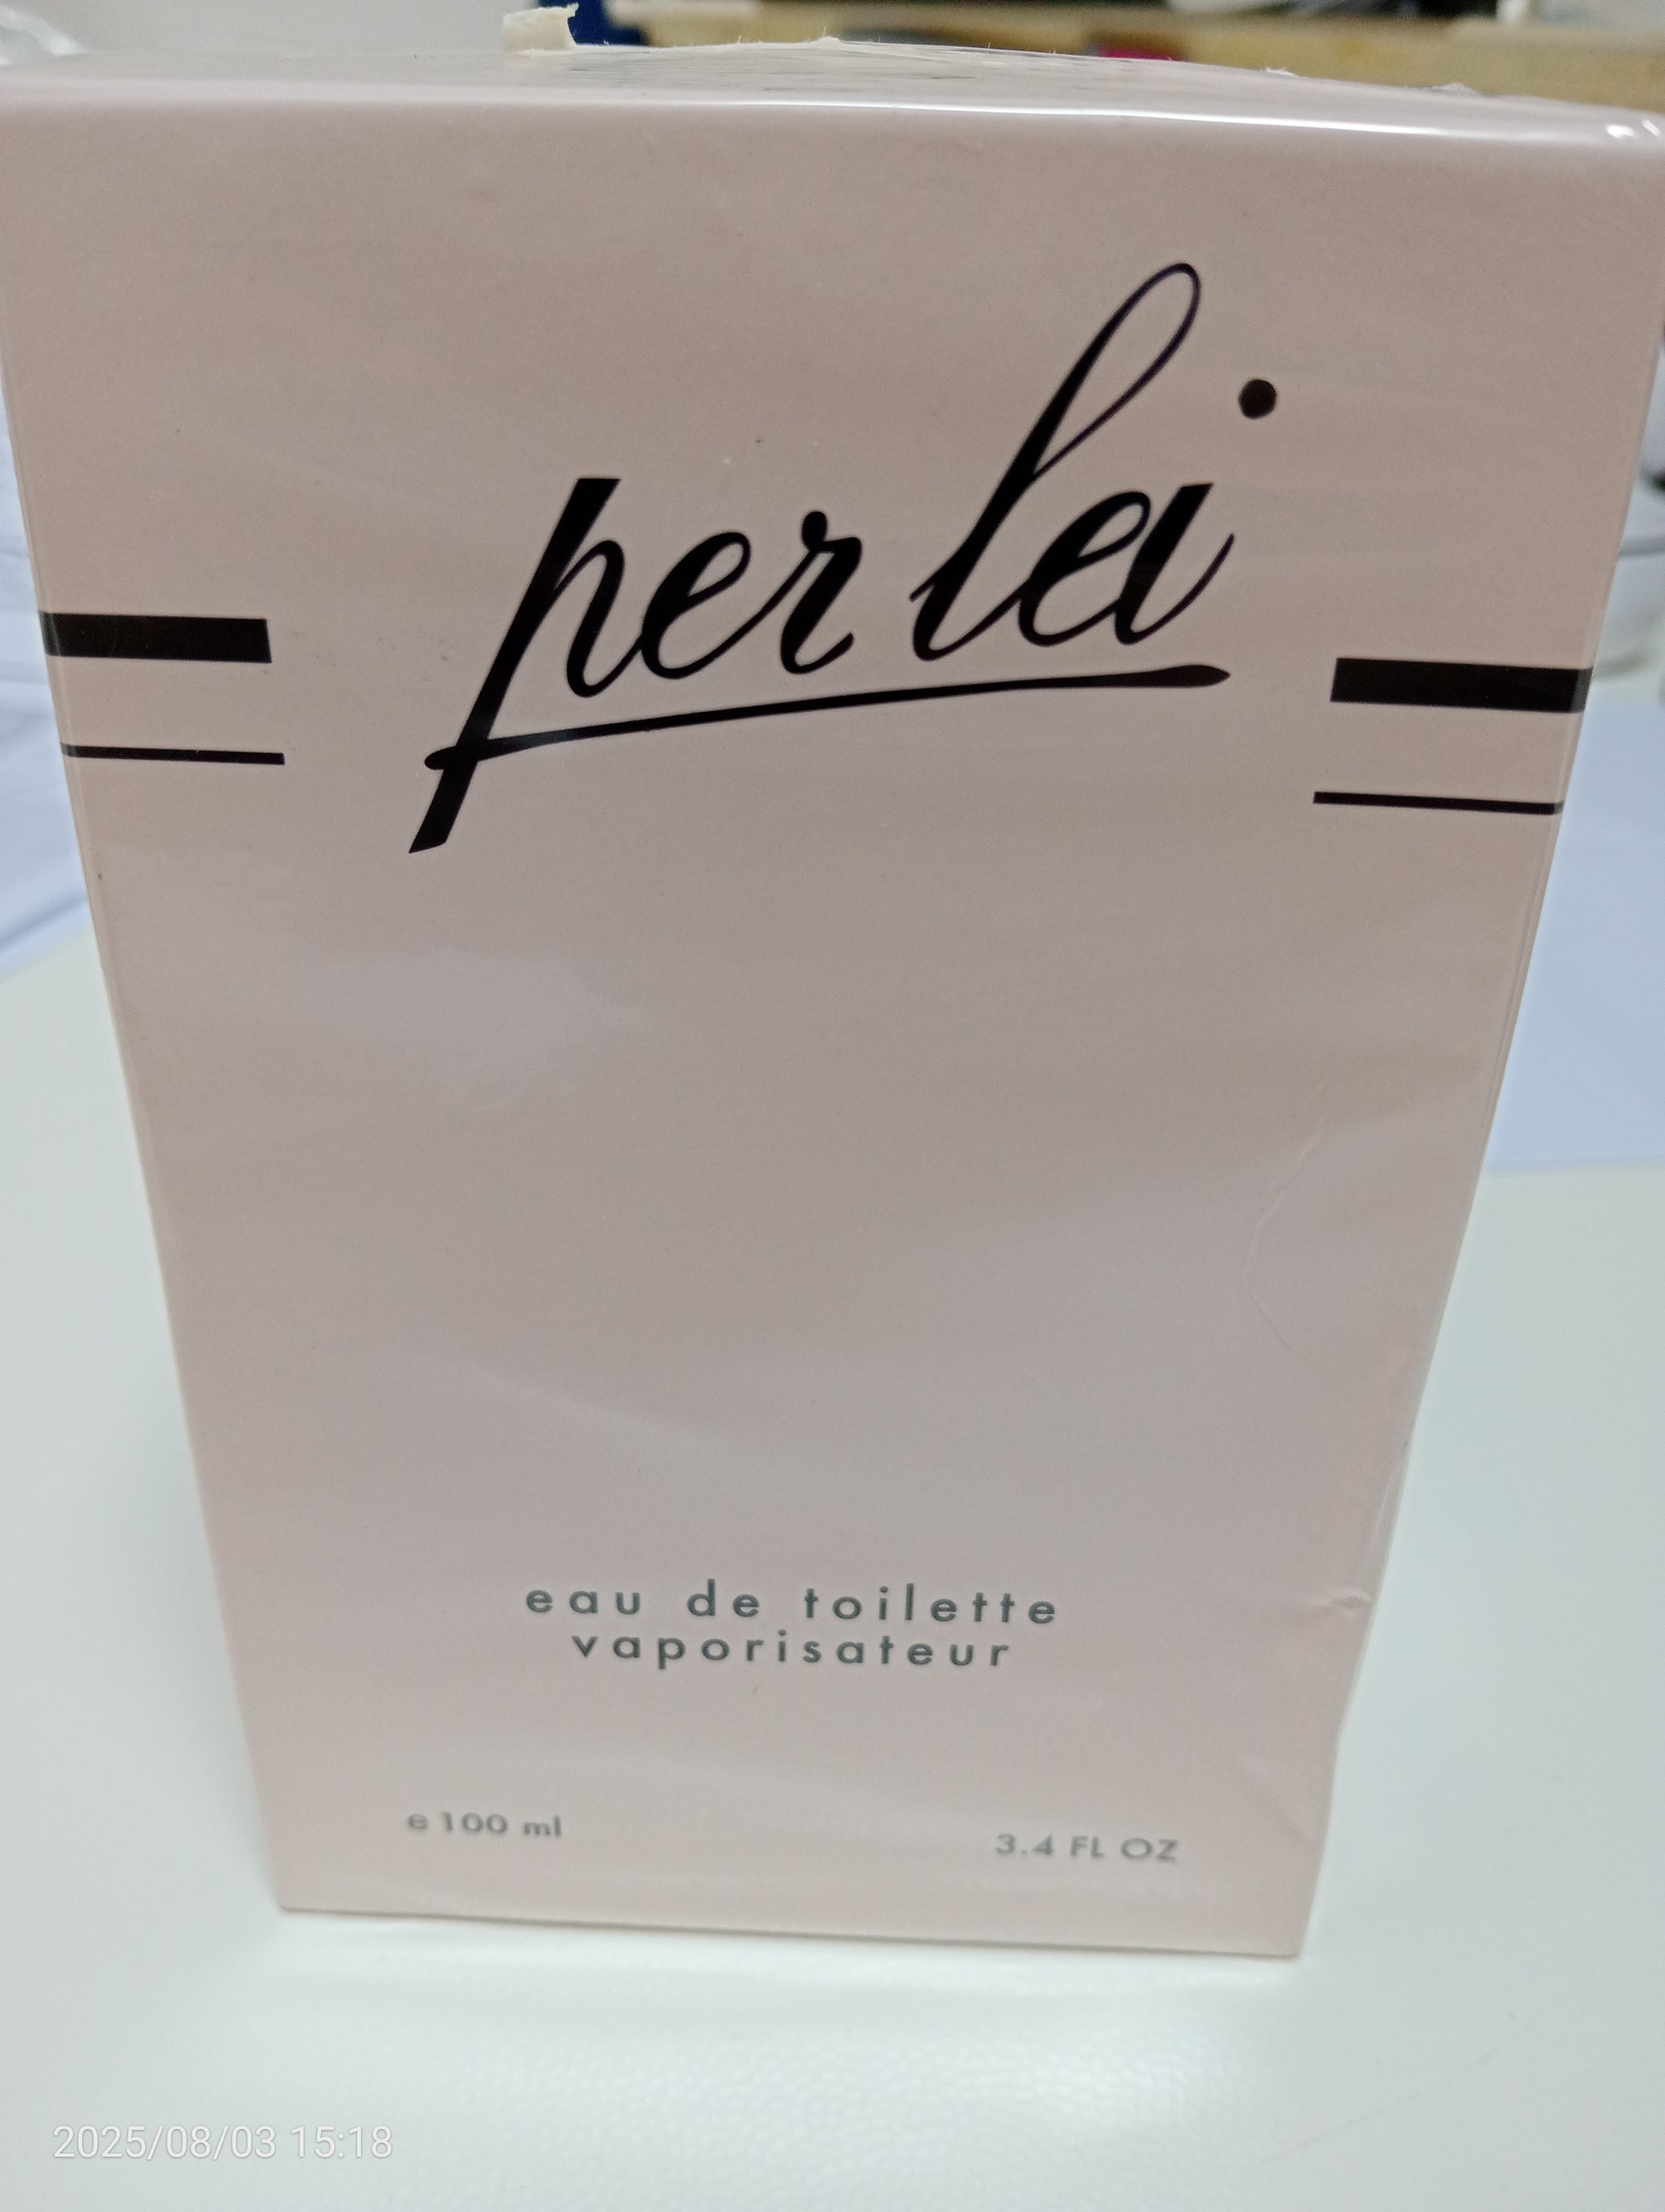 per lei
eau de toilette
vaporisateur
e 100 ml
3.4 FL OZ
2025/08/03 15:18